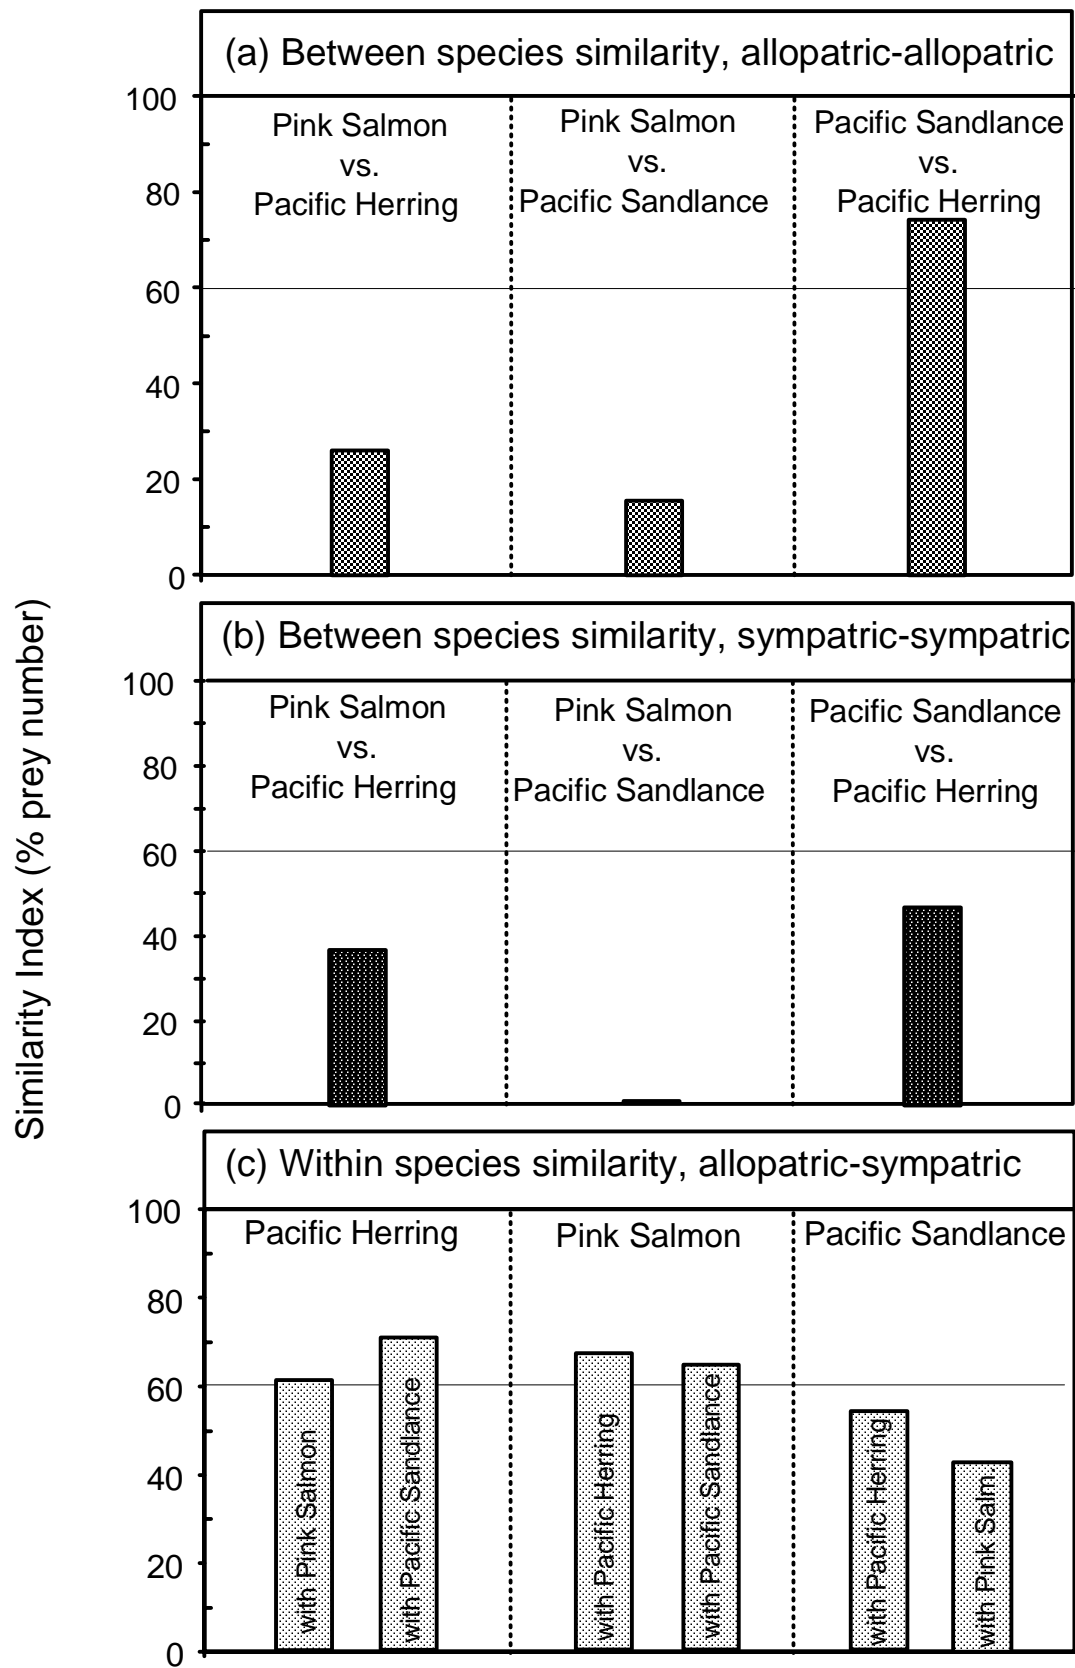 (a) Between species similarity, allopatric-allopatric
100
80
60
40
20
0
Pink Salmon
vs.
Pacific Herring
Pink Salmon
vs.
Pacific Sandlance
Pacific Sandlance
vs.
Pacific Herring
Similarity Index (% prey number)
(b) Between species similarity, sympatric-sympatric
100
80
60
40
20
0
Pink Salmon
vs.
Pacific Herring
Pink Salmon
vs.
Pacific Sandlance
Pacific Sandlance
vs.
Pacific Herring
(c) Within species similarity, allopatric-sympatric
100
80
60
40
20
0
Pacific Herring
with Pink Salmon
with Pacific Sandlance
Pink Salmon
with Pacific Herring
with Pacific Sandlance
Pacific Sandlance
with Pacific Herring
with Pink Salm.